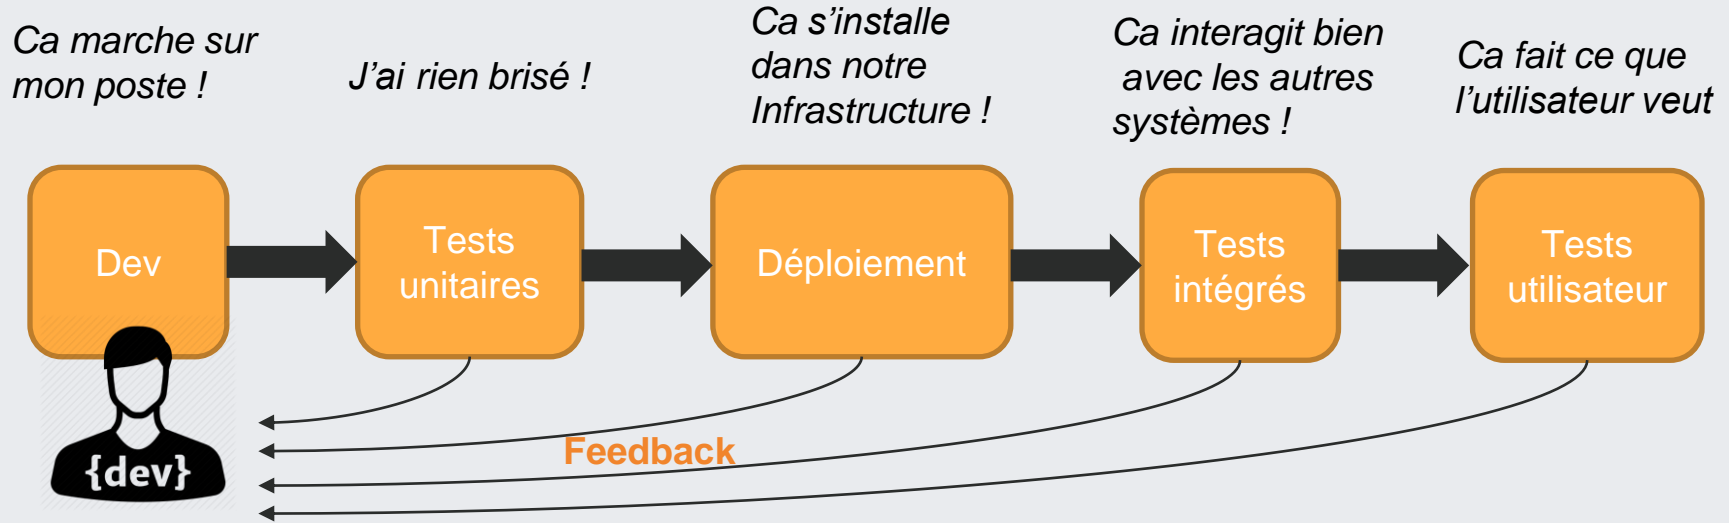 Ca marche sur
mon poste !
J’ai rien brisé !
Ca s’installe
dans notre
Infrastructure !
Ca interagit bien
avec les autres
systèmes !
Ca fait ce que
l’utilisateur veut
Dev
Tests
unitaires
Déploiement
Tests
intégrés
Tests
utilisateur
Feedback
{dev}